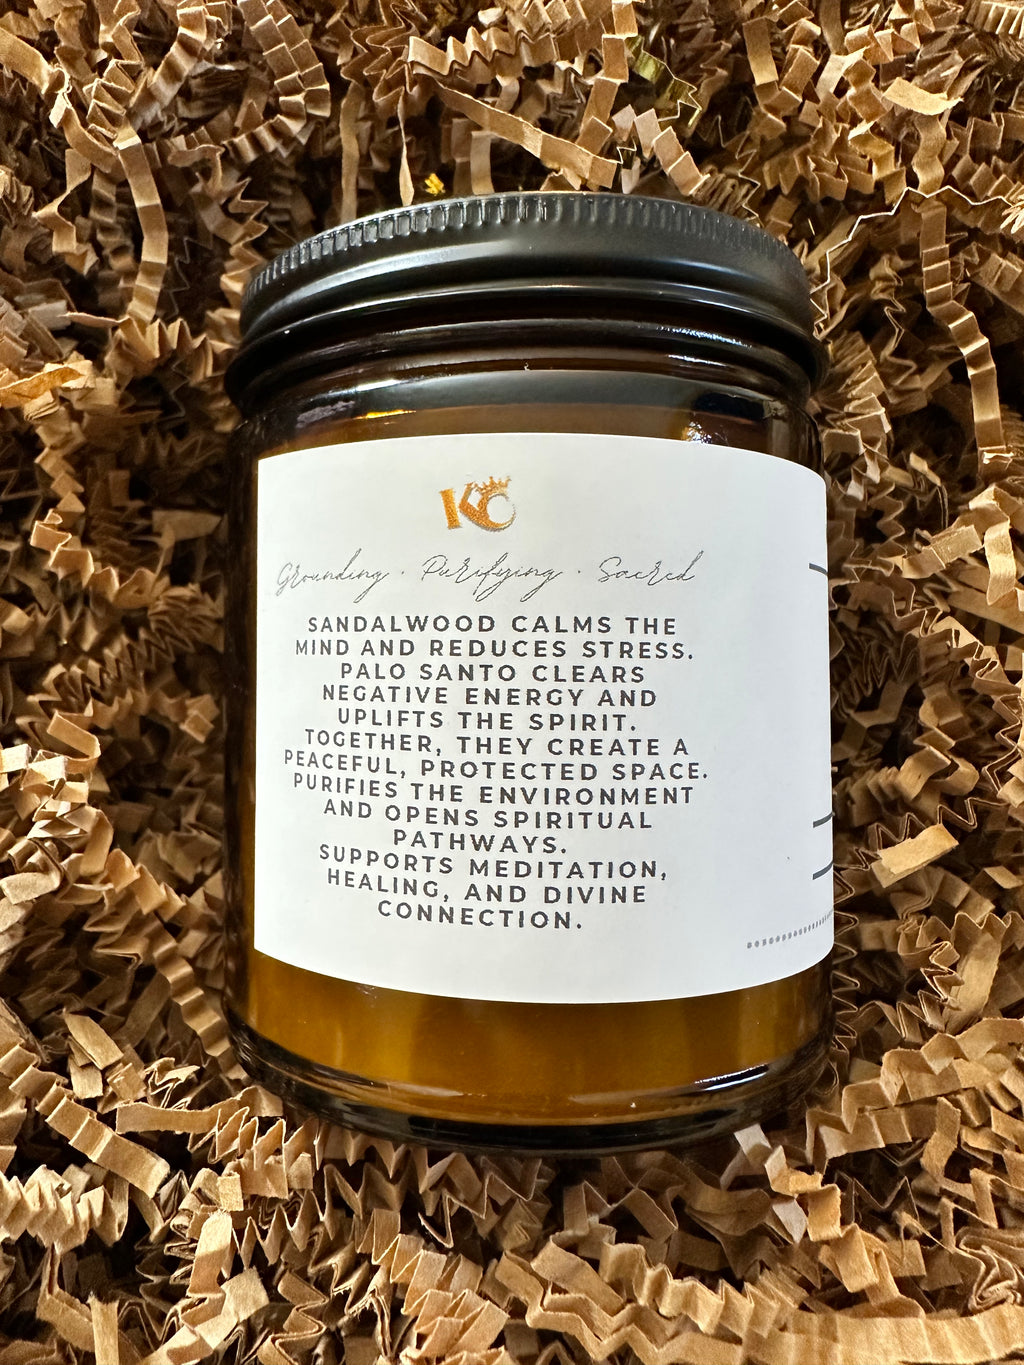 KC
Grounding · Purifying · Sacred
SANDALWOOD CALMS THE
MIND AND REDUCES STRESS.
PALO SANTO CLEARS
NEGATIVE ENERGY AND
UPLIFTS THE SPIRIT.
TOGETHER, THEY CREATE A
PEACEFUL, PROTECTED SPACE.
PURIFIES THE ENVIRONMENT
AND OPENS SPIRITUAL
PATHWAYS.
SUPPORTS MEDITATION,
HEALING, AND DIVINE
CONNECTION.